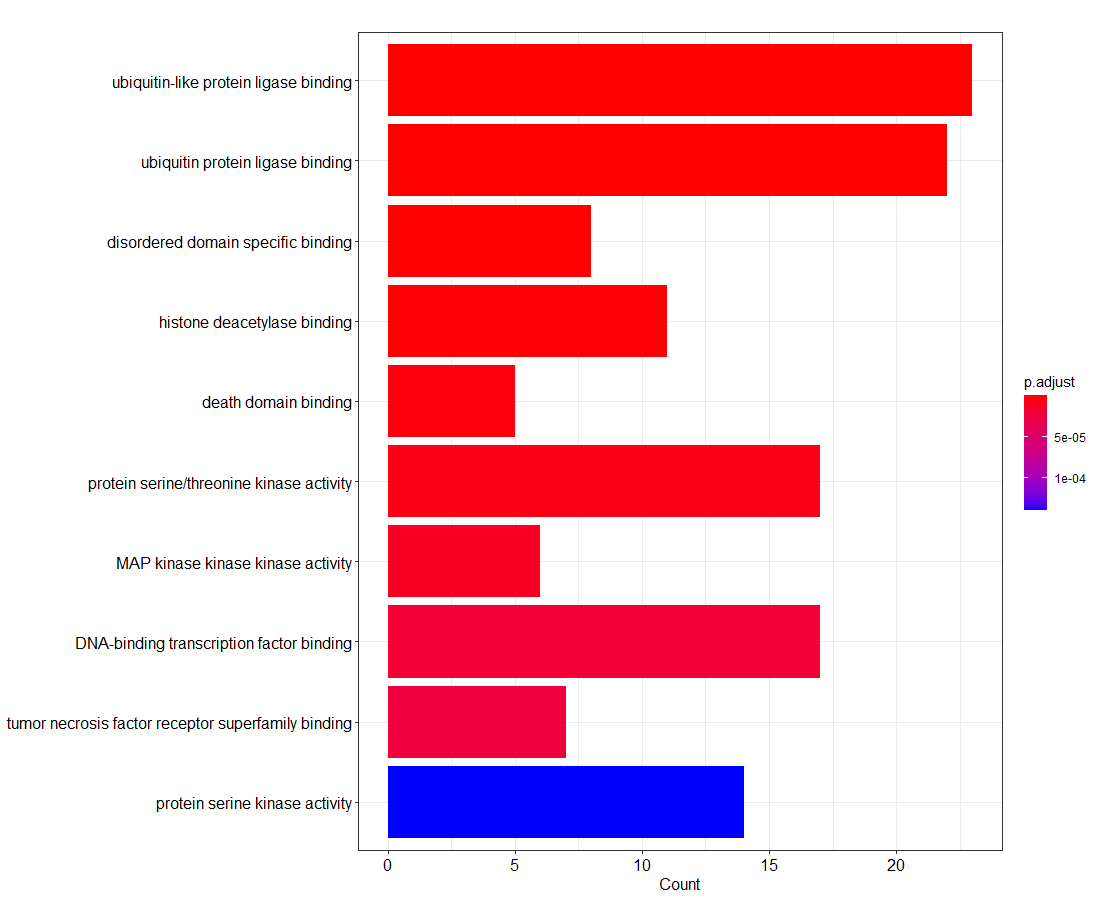 ubiquitin-like protein ligase binding
ubiquitin protein ligase binding
disordered domain specific binding
histone deacetylase binding
death domain binding
protein serine/threonine kinase activity
MAP kinase kinase kinase activity
DNA-binding transcription factor binding
tumor necrosis factor receptor superfamily binding
protein serine kinase activity
0 5 10 15 20
Count
p.adjust
5e-05
1e-04